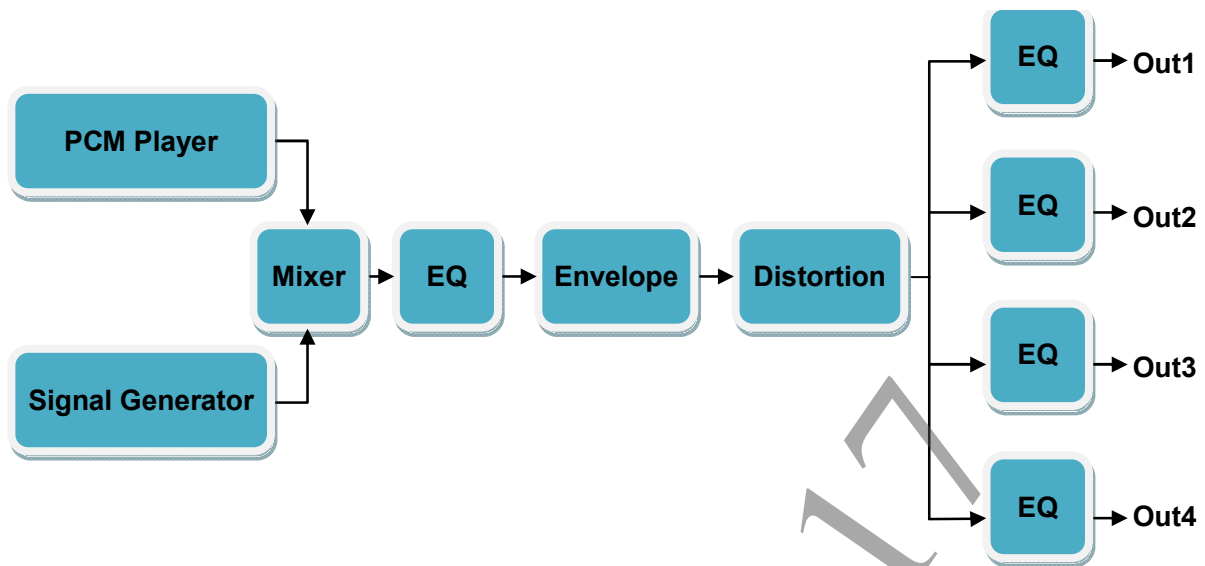 EQ
Out1
PCM Player
EQ
Out2
Mixer
EQ
Envelope
Distortion
EQ
Out3
Signal Generator
EQ
Out4